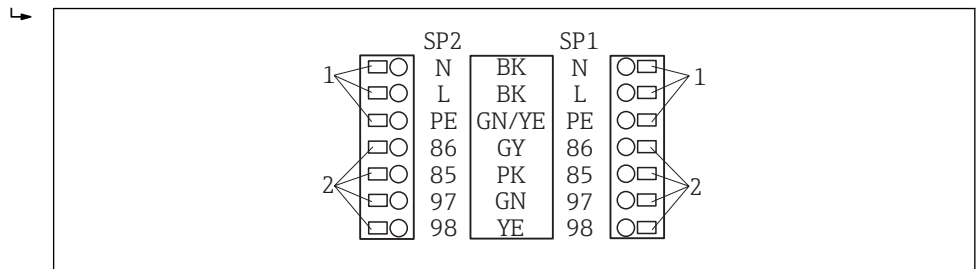 SP2 SP1
N BK N
1 1
L BK L
PE GN/YE PE
86 GY 86
85 PK 85
2 2
97 GN 97
98 YE 98